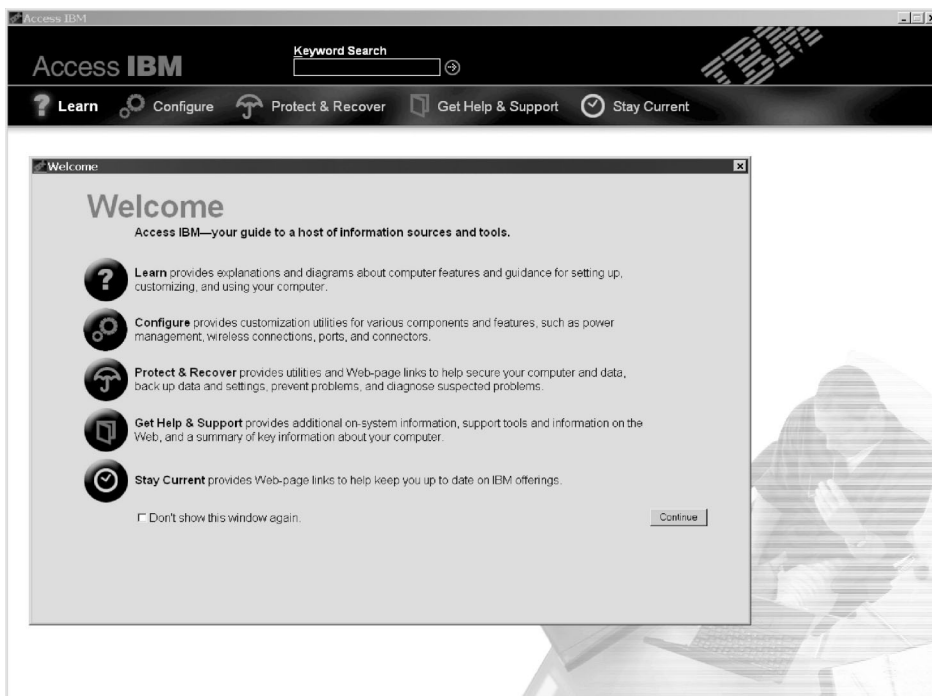 Access IBM
Keyword Search
Access IBM
IBM
Learn Configure Protect & Recover Get Help & Support Stay Current
Welcome
Welcome
Access IBM—your guide to a host of information sources and tools.
Learn provides explanations and diagrams about computer features and guidance for setting up,
customizing, and using your computer.
Configure provides customization utilities for various components and features, such as power
management, wireless connections, ports, and connectors.
Protect & Recover provides utilities and Web-page links to help secure your computer and data,
back up data and settings, prevent problems, and diagnose suspected problems.
Get Help & Support provides additional on-system information, support tools and information on the
Web, and a summary of key information about your computer.
Stay Current provides Web-page links to help keep you up to date on IBM offerings.
Don't show this window again.
Continue